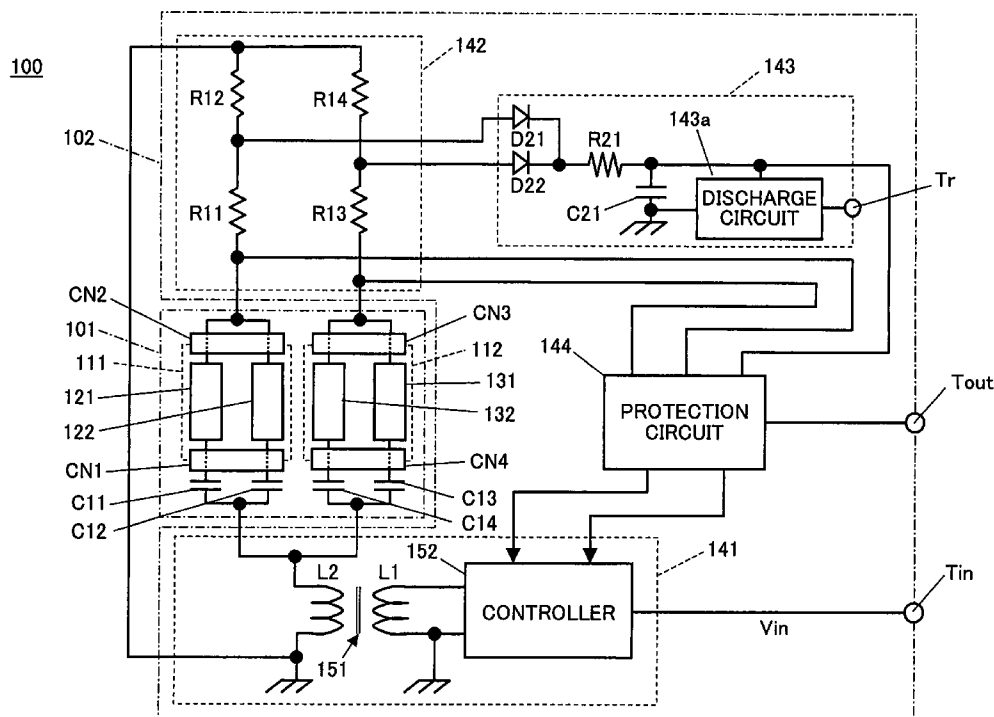 100
142
R12
R14
143
143a
102
D21
R21
D22
Tr
R11
R13
C21
DISCHARGE
CIRCUIT
CN2
CN3
101
111
112
144
121
131
122
132
PROTECTION
CIRCUIT
Tout
CN1
CN4
C11
C13
C12
C14
152
141
L2
L1
Tin
CONTROLLER
Vin
151